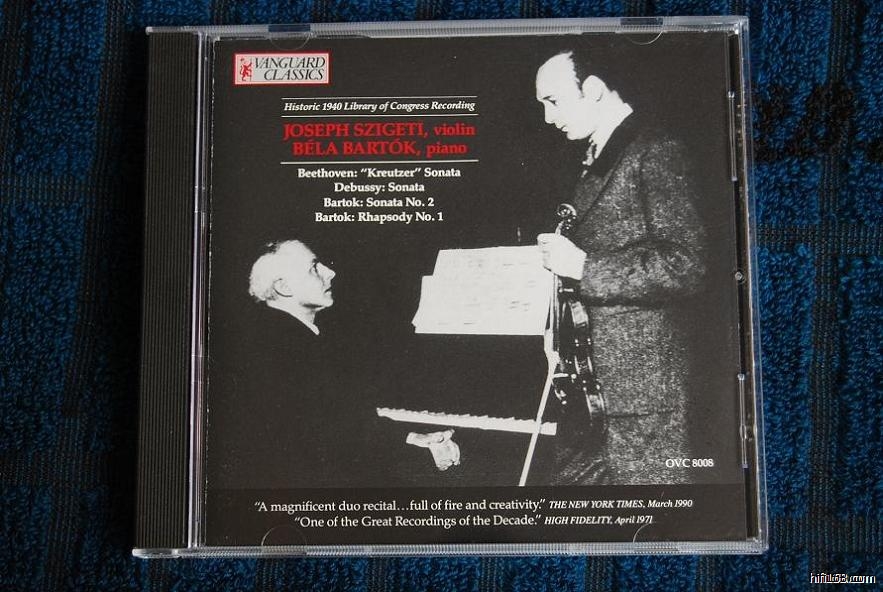 VANGUARD
CLASSICS
Historic 1940 Library of Congress Recording
JOSEPH SZIGETI, violin
BÉLA BARTÓK, piano
Beethoven: "Kreutzer" Sonata
Debussy: Sonata
Bartok: Sonata No. 2
Bartok: Rhapsody No. 1
OVC 8008
"A magnificent duo recital...full of fire and creativity." THE NEW YORK TIMES, March 1990
"One of the Great Recordings of the Decade." HIGH FIDELITY, April 1971
hifi168.com